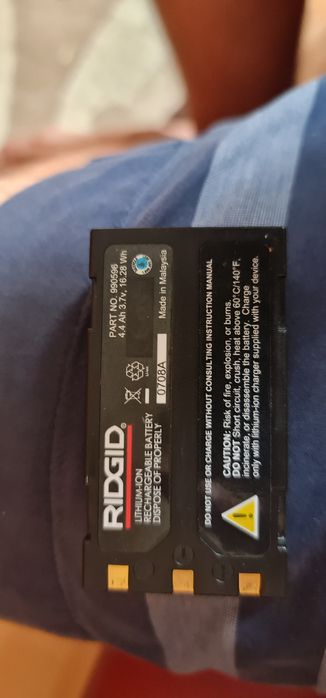 RIDGID
LITHIUM-ION
RECHARGEABLE BATTERY
DISPOSE OF PROPERLY
0708A
PART NO. 990596
4.4 Ah 3.7v, 16.28 Wh
Made in Malaysia
DO NOT USE OR CHARGE WITHOUT CONSULTING INSTRUCTION MANUAL
CAUTION: Risk of fire, explosion, or burns.
DO NOT Short circuit, crush, heat above 60°C/140°F,
incinerate, or disassemble the battery. Charge
only with lithium-ion charger supplied with your device.